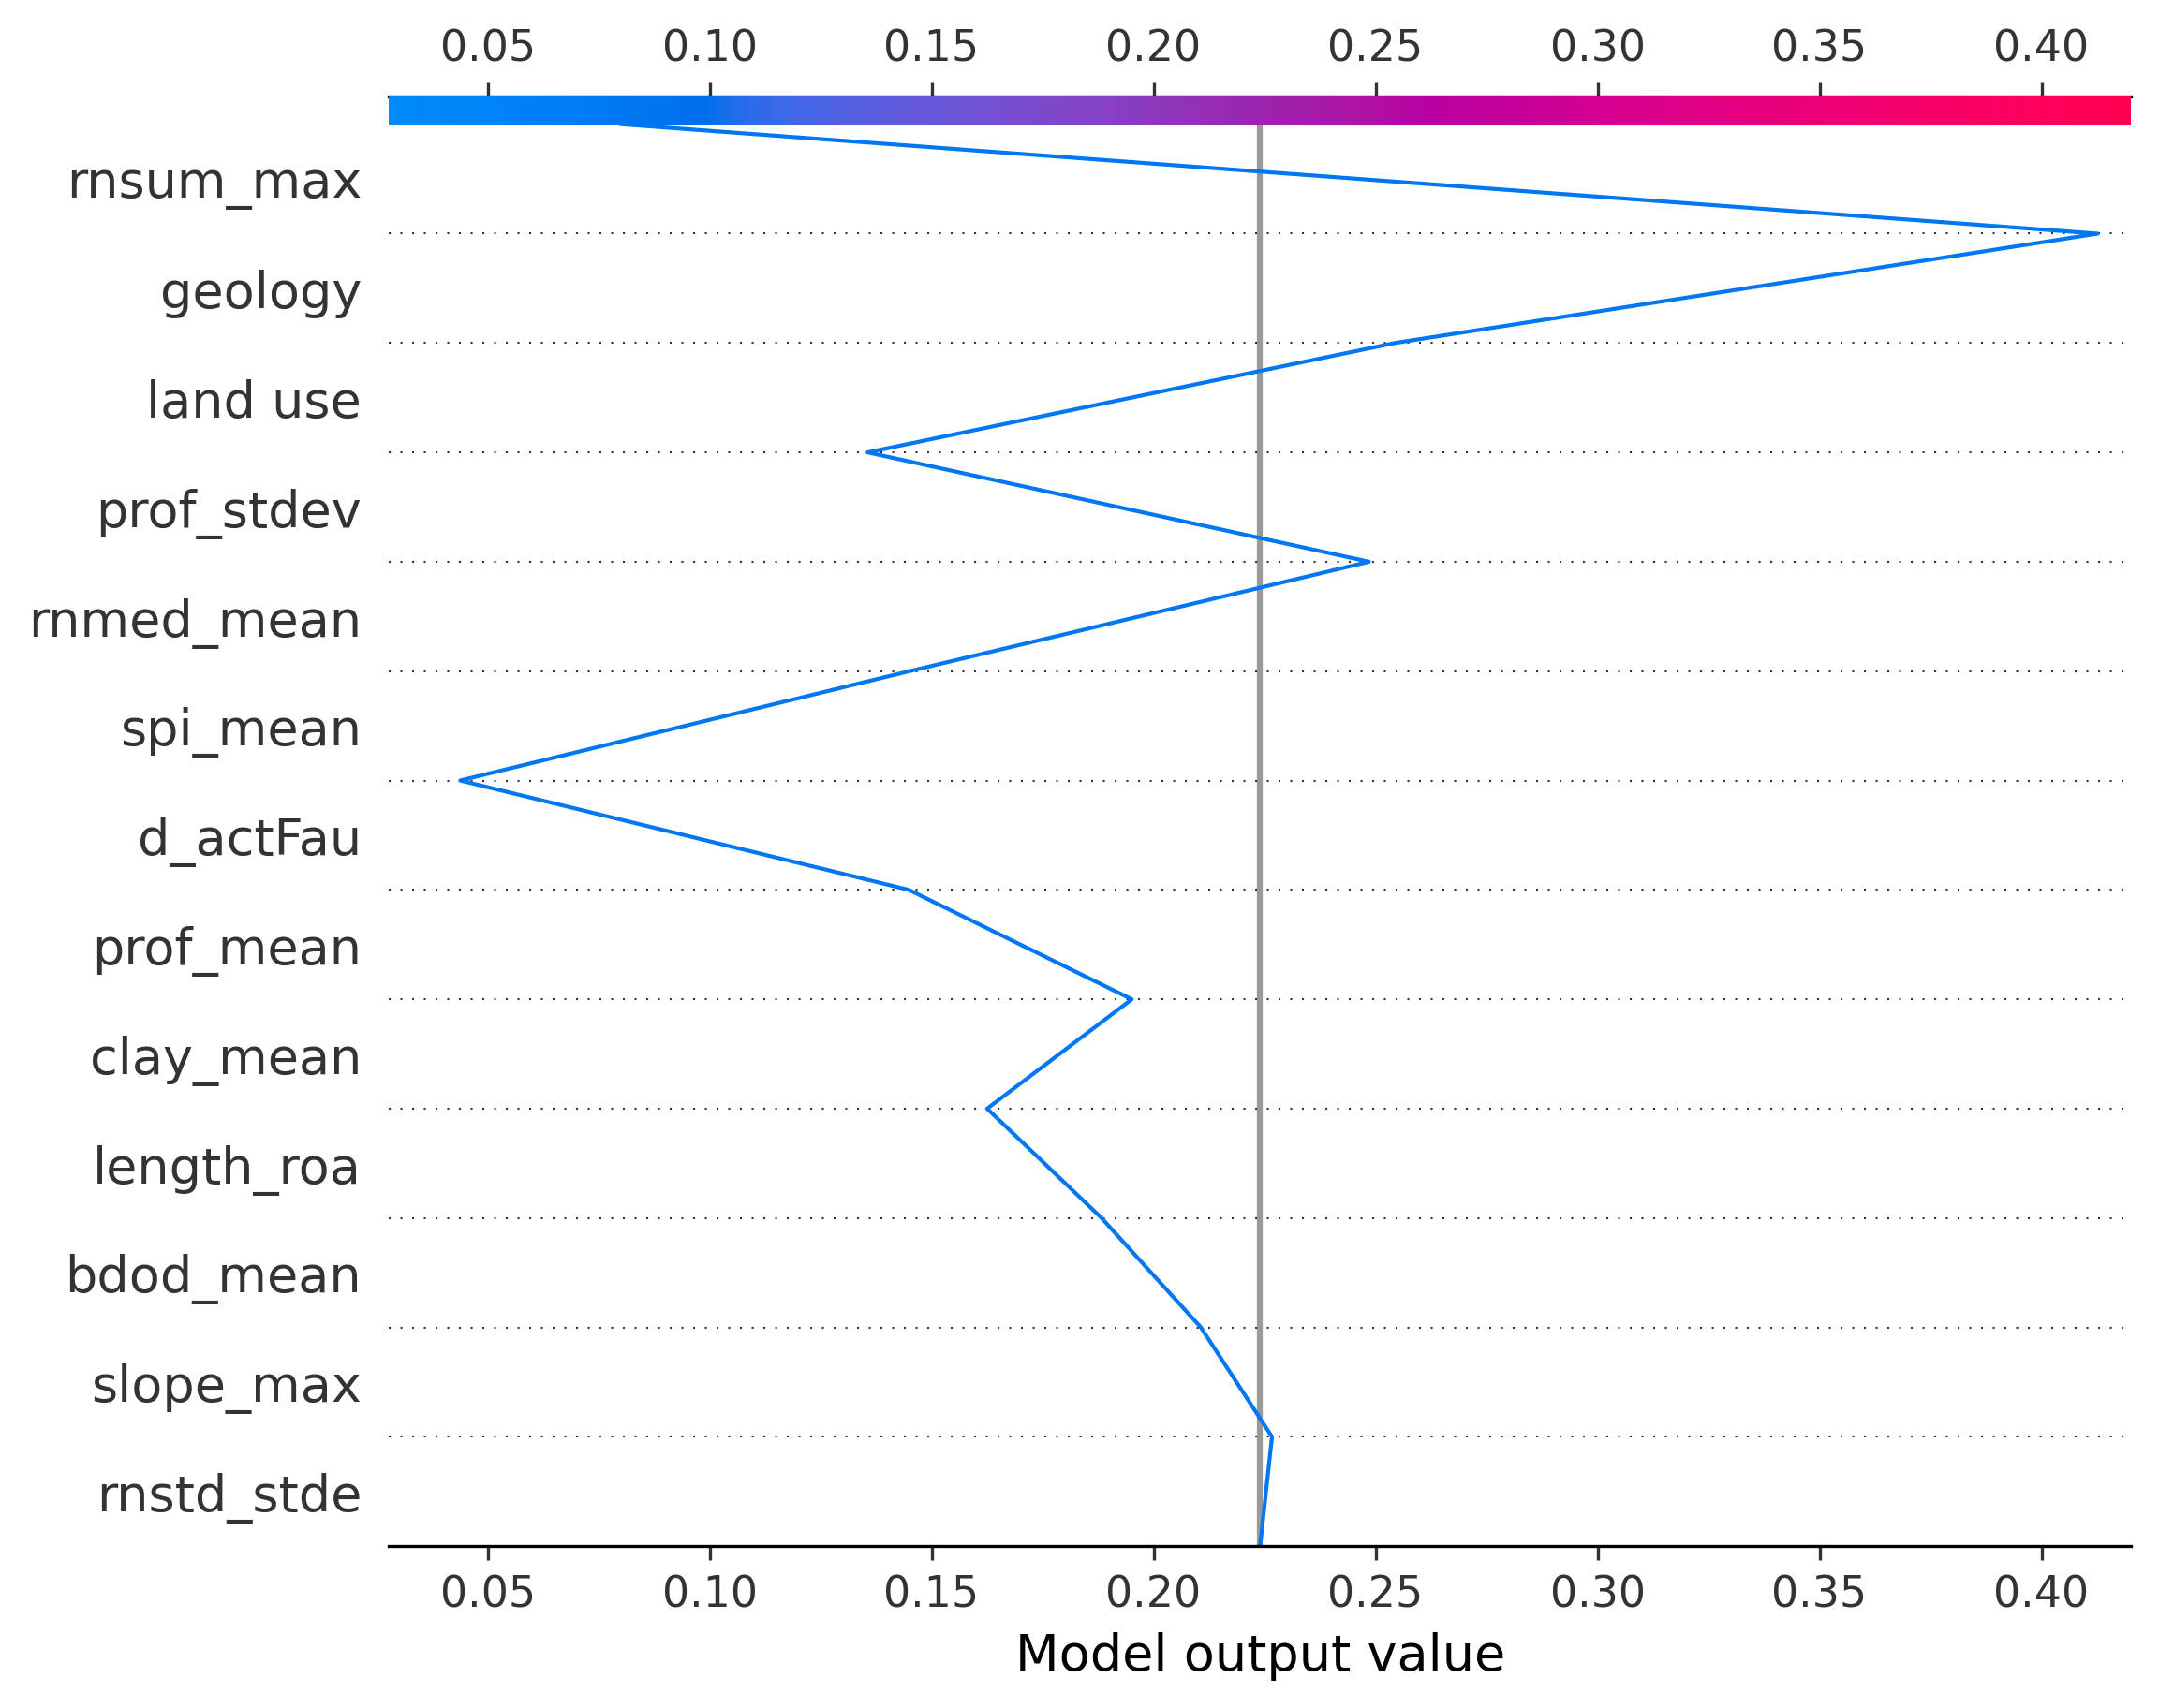 0.05 0.10 0.15 0.20 0.25 0.30 0.35 0.40
rnsum_max
geology
land use
prof_stdev
rnmed_mean
spi_mean
d_actFau
prof_mean
clay_mean
length_roa
bdod_mean
slope_max
rnstd_stde
0.05 0.10 0.15 0.20 0.25 0.30 0.35 0.40
Model output value